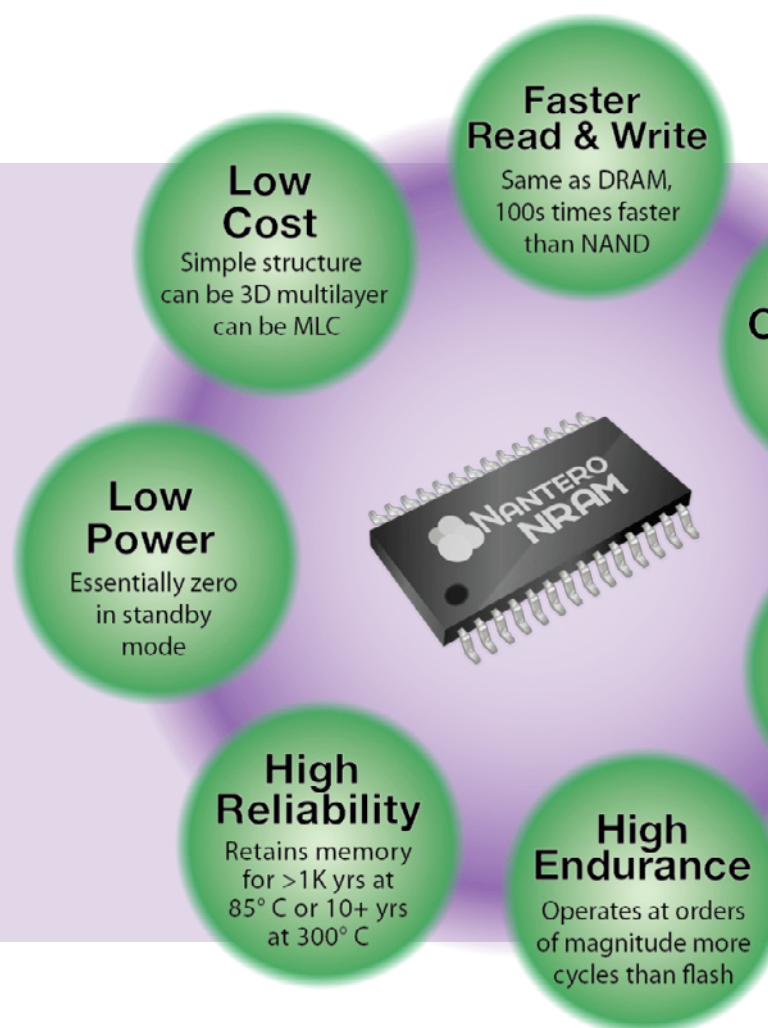 Faster
Read & Write
Same as DRAM,
100s times faster
than NAND
Low
Cost
Simple structure
can be 3D multilayer
can be MLC
NANTERO
NRAM
Low
Power
Essentially zero
in standby
mode
High
Reliability
Retains memory
for >1K yrs at
85° C or 10+ yrs
at 300° C
High
Endurance
Operates at orders
of magnitude more
cycles than flash